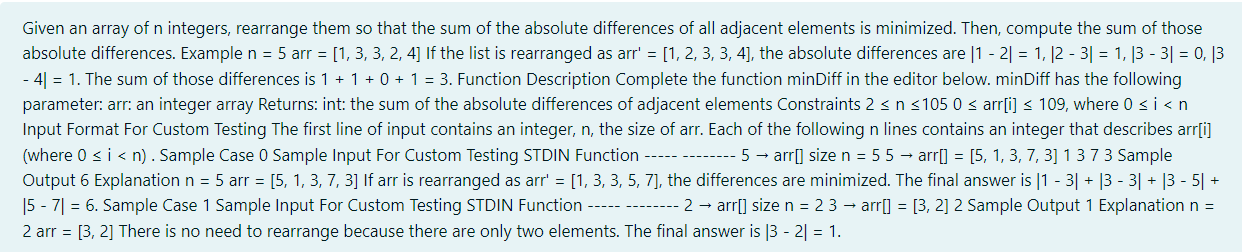 Given an array of n integers, rearrange them so that the sum of the absolute differences of all adjacent elements is minimized. Then, compute the sum of those
absolute differences. Example n = 5 arr = [1, 3, 3, 2, 4] If the list is rearranged as arr' = [1, 2, 3, 3, 4], the absolute differences are |1 - 2| = 1, |2 - 3| = 1, |3 - 3| = 0, |3
- 4| = 1. The sum of those differences is 1 + 1 + 0 + 1 = 3. Function Description Complete the function minDiff in the editor below. minDiff has the following
parameter: arr: an integer array Returns: int: the sum of the absolute differences of adjacent elements Constraints 2 ≤ n ≤105 0 ≤ arr[i] ≤ 109, where 0 ≤ i < n
Input Format For Custom Testing The first line of input contains an integer, n, the size of arr. Each of the following n lines contains an integer that describes arr[i]
(where 0 ≤ i < n) . Sample Case 0 Sample Input For Custom Testing STDIN Function ----- -------- 5 → arr[] size n = 5 5 → arr[] = [5, 1, 3, 7, 3] 1 3 7 3 Sample
Output 6 Explanation n = 5 arr = [5, 1, 3, 7, 3] If arr is rearranged as arr' = [1, 3, 3, 5, 7], the differences are minimized. The final answer is |1 - 3| + |3 - 3| + |3 - 5| +
|5 - 7| = 6. Sample Case 1 Sample Input For Custom Testing STDIN Function ----- -------- 2 → arr[] size n = 2 3 → arr[] = [3, 2] 2 Sample Output 1 Explanation n =
2 arr = [3, 2] There is no need to rearrange because there are only two elements. The final answer is |3 - 2| = 1.